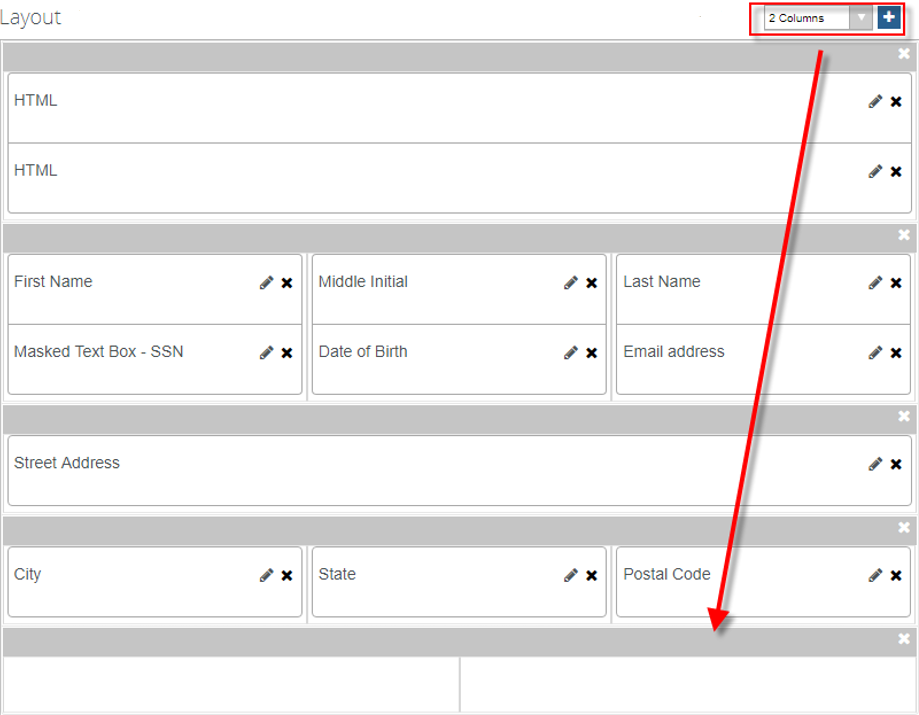 Layout
2 Columns
HTML
HTML
First Name
Middle Initial
Last Name
Masked Text Box - SSN
Date of Birth
Email address
Street Address
City
State
Postal Code